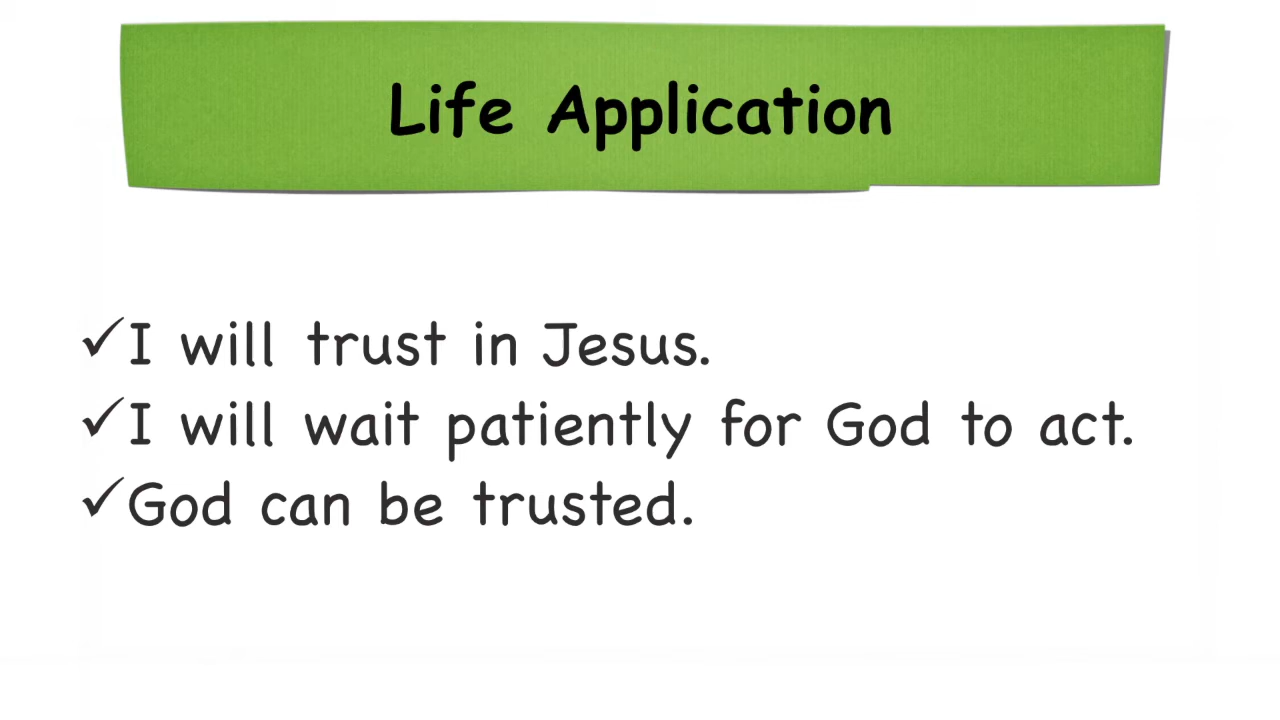 Life Application
✓I will trust in Jesus.
✓I will wait patiently for God to act.
✓God can be trusted.